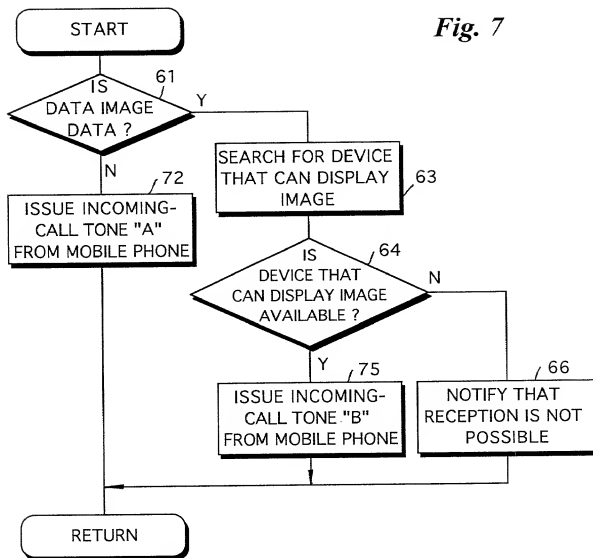 START
Fig. 7
61
IS
DATA IMAGE
DATA ?
Y
N
SEARCH FOR DEVICE
THAT CAN DISPLAY
IMAGE
63
72
ISSUE INCOMING-
CALL TONE "A"
FROM MOBILE PHONE
64
IS
DEVICE THAT
CAN DISPLAY IMAGE
AVAILABLE ?
N
Y
75
ISSUE INCOMING-
CALL TONE "B"
FROM MOBILE PHONE
66
NOTIFY THAT
RECEPTION IS NOT
POSSIBLE
RETURN